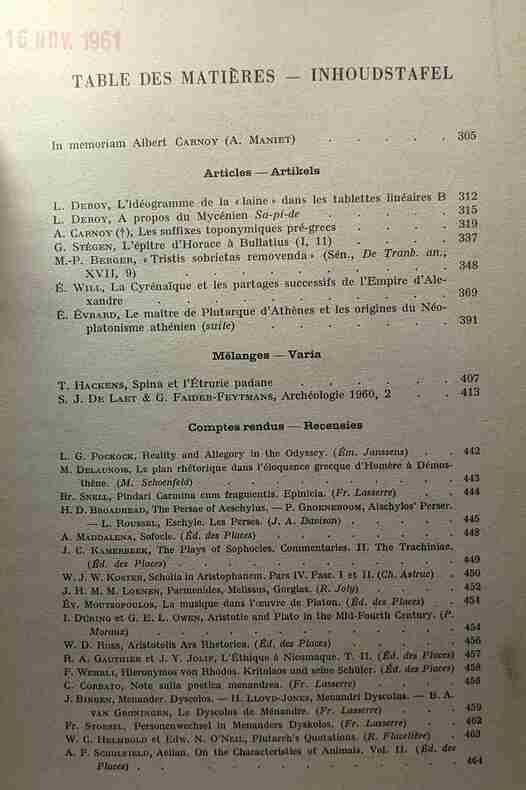 16 NOV. 1961
TABLE DES MATIÈRES — INHOUDSTAFEL
In memoriam Albert CARNOY (A. MANIET) . . . . . 305
Articles — Artikels
L. DEROY, L'idéogramme de la « laine » dans les tablettes linéaires B 312
L. DEROY, A propos du Mycénien Sa-pi-de . . . . . 315
A. CARNOY (†), Les suffixes toponymiques pré-grecs . . . 319
G. STÉGEN, L'épître d'Horace à Bullatius (I, 11) . . . . 337
M.-P. BERGER, « Tristis sobrietas removenda » (Sén., De Tranb. an.,
XVII, 9) . . . . . . . . . . 348
É. WILL, La Cyrénaïque et les partages successifs de l'Empire d'Ale-
xandre . . . . . . . . . . 369
É. ÉVRARD, Le maître de Plutarque d'Athènes et les origines du Néo-
platonisme athénien (suite) . . . . . . . 391
Mélanges — Varia
T. HACKENS, Spina et l'Étrurie padane . . . . . . 407
S. J. DE LAET & G. FAIDER-FEYTMANS, Archéologie 1960, 2 . . 413
Comptes rendus — Recensies
L. G. POCKOCK, Reality and Allegory in the Odyssey. (Ém. Janssens) . . 442
M. DELAUNOIS, Le plan rhétorique dans l'éloquence grecque d'Homère à Démos-
thène. (M. Schoenfeld) . . . . . . . . 443
BR. SNELL, Pindari Carmina cum fragmentis. Epinicia. (Fr. Lasserre) . . 444
H. D. BROADHEAD, The Persae of Aeschylus. — P. GROENEBOOM, Aischylos' Perser.
— L. ROUSSEL, Eschyle. Les Perses. (J. A. Davison) . . . . 445
A. MADDALENA, Sofocle. (Éd. des Places) . . . . . . 448
J. C. KAMERBEEK, The Plays of Sophocles. Commentaries. II. The Trachiniae.
(Éd. des Places) . . . . . . . . . 449
W. J. W. KOSTER, Scholia in Aristophanem. Pars IV. Fasc. I et II. (Ch. Astruc) . 450
J. H. M. M. LOENEN, Parmenides, Melissus, Gorgias. (R. Joly) . . . 452
ÉV. MOUTSOPOULOS, La musique dans l'œuvre de Platon. (Éd. des Places) . 454
I. DÜRING et G. E. L. OWEN, Aristotle and Plato in the Mid-Fourth Century. (P.
Moraux) . . . . . . . . . . 454
W. D. ROSS, Aristotelis Ars Rhetorica. (Éd. des Places) . . . . 456
R. A. GAUTHIER et J. Y. JOLIF, L'Éthique à Nicomaque. T. II. (Éd. des Places) 457
F. WEHRLI, Hieronymos von Rhodos. Kritolaos und seine Schüler. (Éd. des Places) 458
C. CORBATO, Note sulla poetica menandrea. (Fr. Lasserre) . . . 458
J. BINGEN, Menander. Dyscolos. — H. LLOYD-JONES, Menandri Dyscolus. — B. A.
VAN GRONINGEN, Le Dyscolos de Ménandre. (Fr. Lasserre) . . . 459
FR. STOESSL, Personenwechsel in Menanders Dyskolos. (Fr. Lasserre) . . 462
W. C. HELMBOLD et Edw. N. O'NEIL, Plutarch's Quotations. (R. Flacelière) . 463
A. F. SCHOLFIELD, Aelian. On the Characteristics of Animals. Vol. II. (Éd. des
Places) . . . . . . . . . . 464